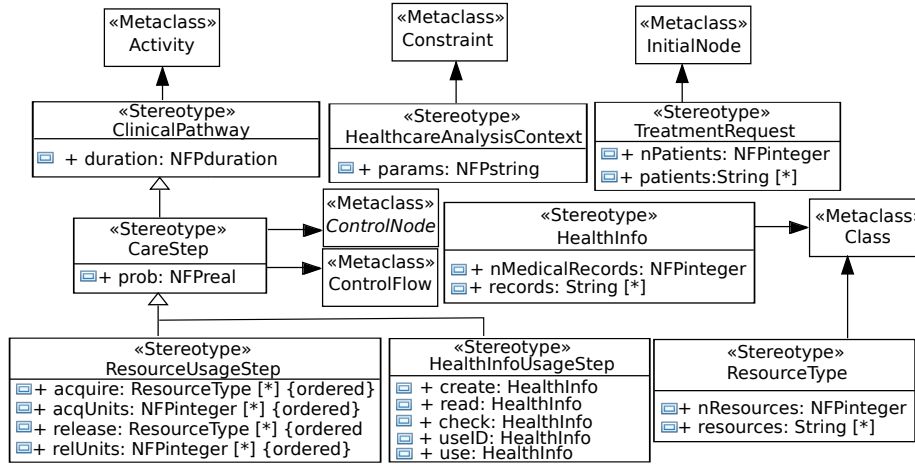 «Metaclass»
Activity
«Metaclass»
Constraint
«Metaclass»
InitialNode
«Stereotype»
ClinicalPathway
+ duration: NFPduration
«Stereotype»
HealthcareAnalysisContext
+ params: NFPstring
«Stereotype»
TreatmentRequest
+ nPatients: NFPinteger
+ patients:String [*]
«Stereotype»
CareStep
+ prob: NFPreal
«Metaclass»
ControlNode
«Metaclass»
ControlFlow
«Stereotype»
HealthInfo
+ nMedicalRecords: NFPinteger
+ records: String [*]
«Metaclass»
Class
«Stereotype»
ResourceUsageStep
+ acquire: ResourceType [*] {ordered}
+ acqUnits: NFPinteger [*] {ordered}
+ release: ResourceType [*] {ordered
+ relUnits: NFPinteger [*] {ordered}
«Stereotype»
HealthInfoUsageStep
+ create: HealthInfo
+ read: HealthInfo
+ check: HealthInfo
+ useID: HealthInfo
+ use: HealthInfo
«Stereotype»
ResourceType
+ nResources: NFPinteger
+ resources: String [*]